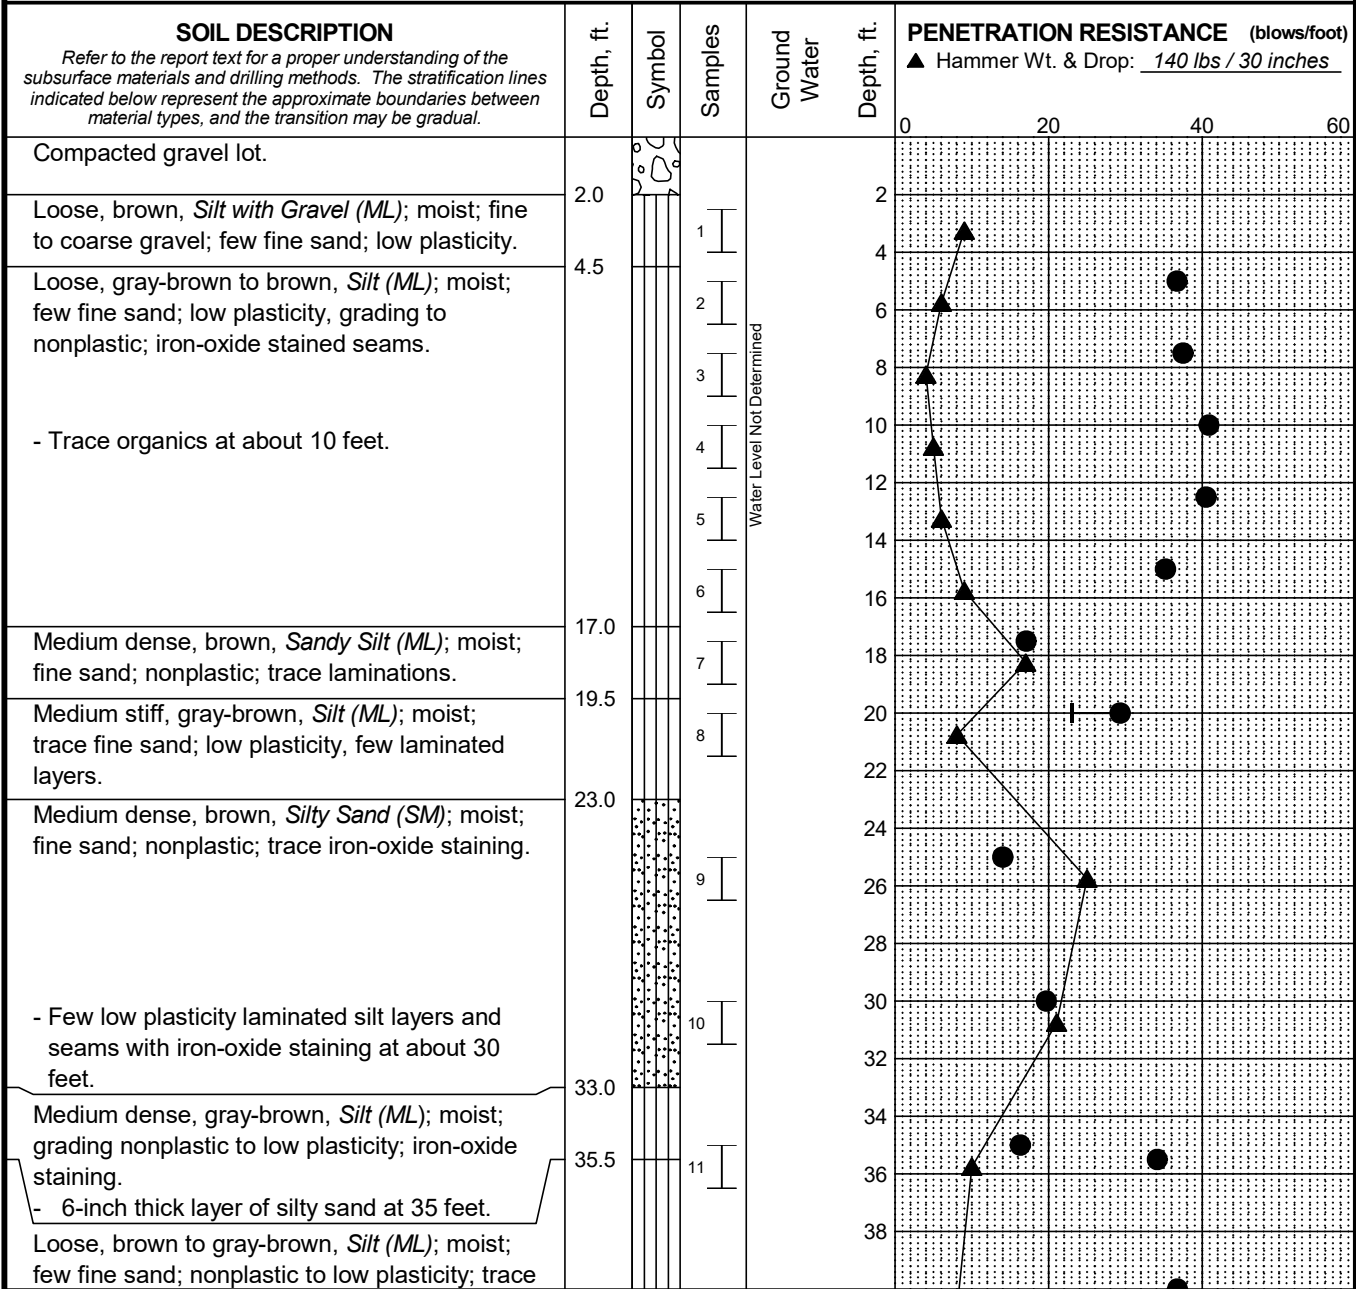 SOIL DESCRIPTION
Refer to the report text for a proper understanding of the
subsurface materials and drilling methods. The stratification lines
indicated below represent the approximate boundaries between
material types, and the transition may be gradual.
Depth, ft.
Symbol
Samples
Ground
Water
Depth, ft.
PENETRATION RESISTANCE (blows/foot)
▲ Hammer Wt. & Drop: 140 lbs / 30 inches
0 20 40 60
Compacted gravel lot.
2.0
Loose, brown, Silt with Gravel (ML); moist; fine
to coarse gravel; few fine sand; low plasticity.
4.5
Loose, gray-brown to brown, Silt (ML); moist;
few fine sand; low plasticity, grading to
nonplastic; iron-oxide stained seams.
- Trace organics at about 10 feet.
17.0
Medium dense, brown, Sandy Silt (ML); moist;
fine sand; nonplastic; trace laminations.
19.5
Medium stiff, gray-brown, Silt (ML); moist;
trace fine sand; low plasticity, few laminated
layers.
23.0
Medium dense, brown, Silty Sand (SM); moist;
fine sand; nonplastic; trace iron-oxide staining.
- Few low plasticity laminated silt layers and
seams with iron-oxide staining at about 30
feet.
33.0
Medium dense, gray-brown, Silt (ML); moist;
grading nonplastic to low plasticity; iron-oxide
staining.
35.5
- 6-inch thick layer of silty sand at 35 feet.
Loose, brown to gray-brown, Silt (ML); moist;
few fine sand; nonplastic to low plasticity; trace
1
2
3
4
5
6
7
8
9
10
11
Water Level Not Determined
2
4
6
8
10
12
14
16
18
20
22
24
26
28
30
32
34
36
38